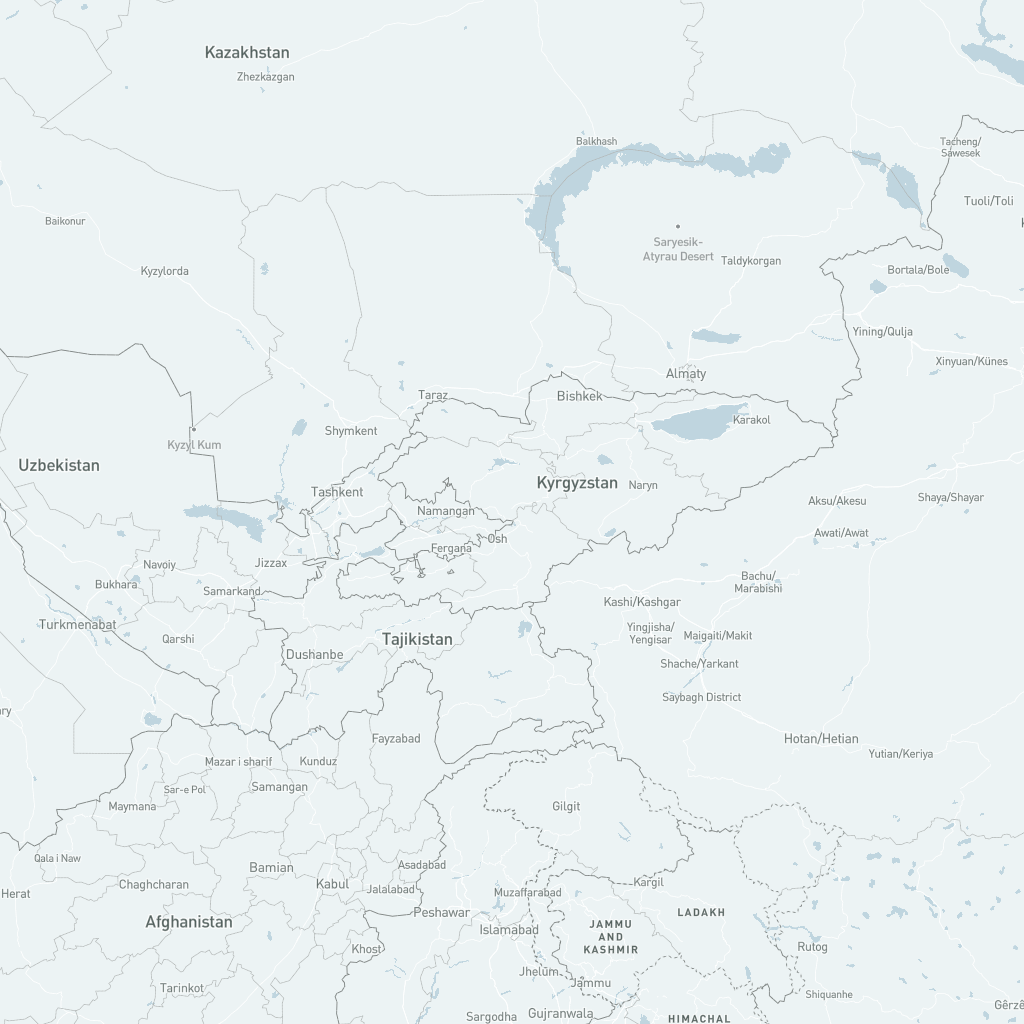 Kazakhstan
Zhezkazgan
Balkhash
Tacheng/
Sawesek
Tuoli/Toli
Baikonur
Saryesik-
Atyrau Desert
Taldykorgan
Kyzylorda
Bortala/Bole
Yining/Qulja
Xinyuan/Künes
Almaty
Taraz
Bishkek
Karakol
Shymkent
Kyzyl Kum
Uzbekistan
Kyrgyzstan
Naryn
Tashkent
Aksu/Akesu
Shaya/Shayar
Namangan
Awati/Awat
Osh
Fergana
Jizzax
Navoiy
Bukhara
Samarkand
Bachu/
Marabishi
Kashi/Kashgar
Turkmenabat
Qarshi
Tajikistan
Yingjisha/
Yengisar
Maigaiti/Makit
Dushanbe
Shache/Yarkant
Saybagh District
ry
Fayzabad
Hotan/Hetian
Yutian/Keriya
Mazar i sharif
Kunduz
Sar-e Pol
Samangan
Maymana
Gilgit
Qala i Naw
Asadabad
Bamian
Herat
Chaghcharan
Kabul
Jalalabad
Muzaffarabad
Kargil
Peshawar
LADAKH
Afghanistan
Islamabad
JAMMU
AND
KASHMIR
Khost
Rutog
Jhelum
Jammu
Tarinkot
Shiquanhe
Sargodha
Gujranwala
HIMACHAL
Gêrzê